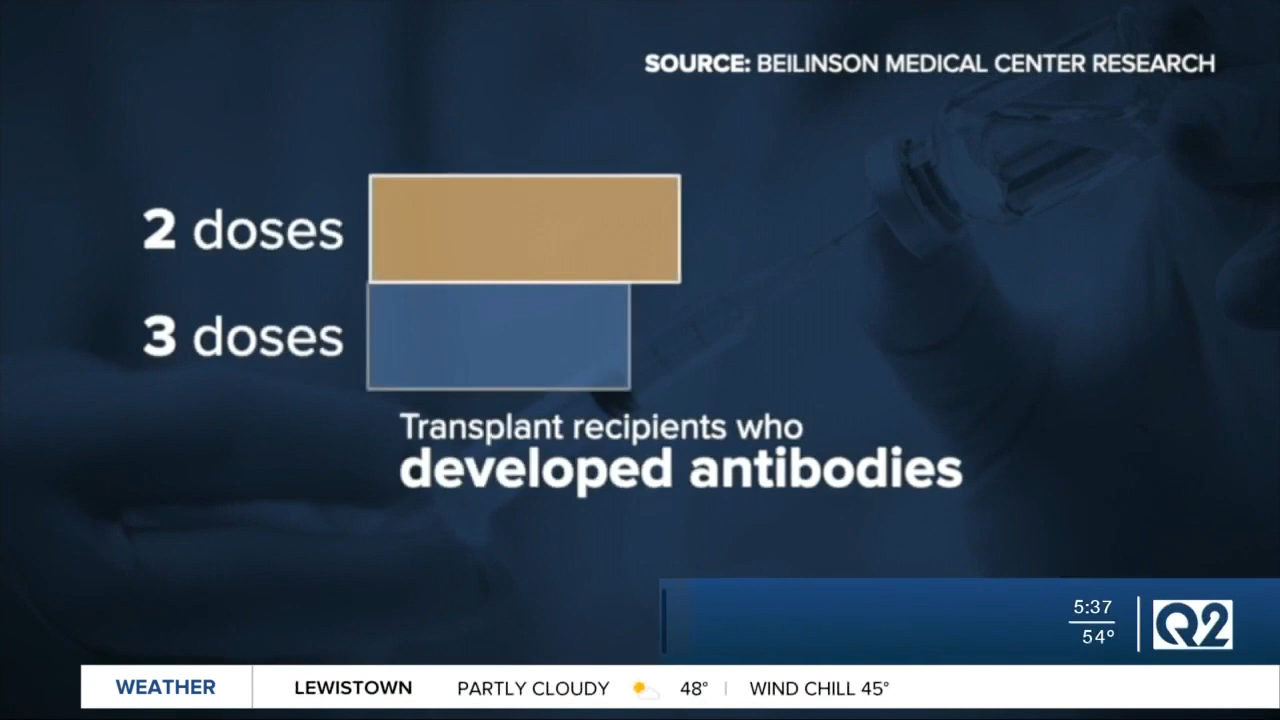 SOURCE: BEILINSON MEDICAL CENTER RESEARCH
2 doses
3 doses
Transplant recipients who
developed antibodies
5:37
54°
Q2
WEATHER LEWISTOWN PARTLY CLOUDY 48° WIND CHILL 45°